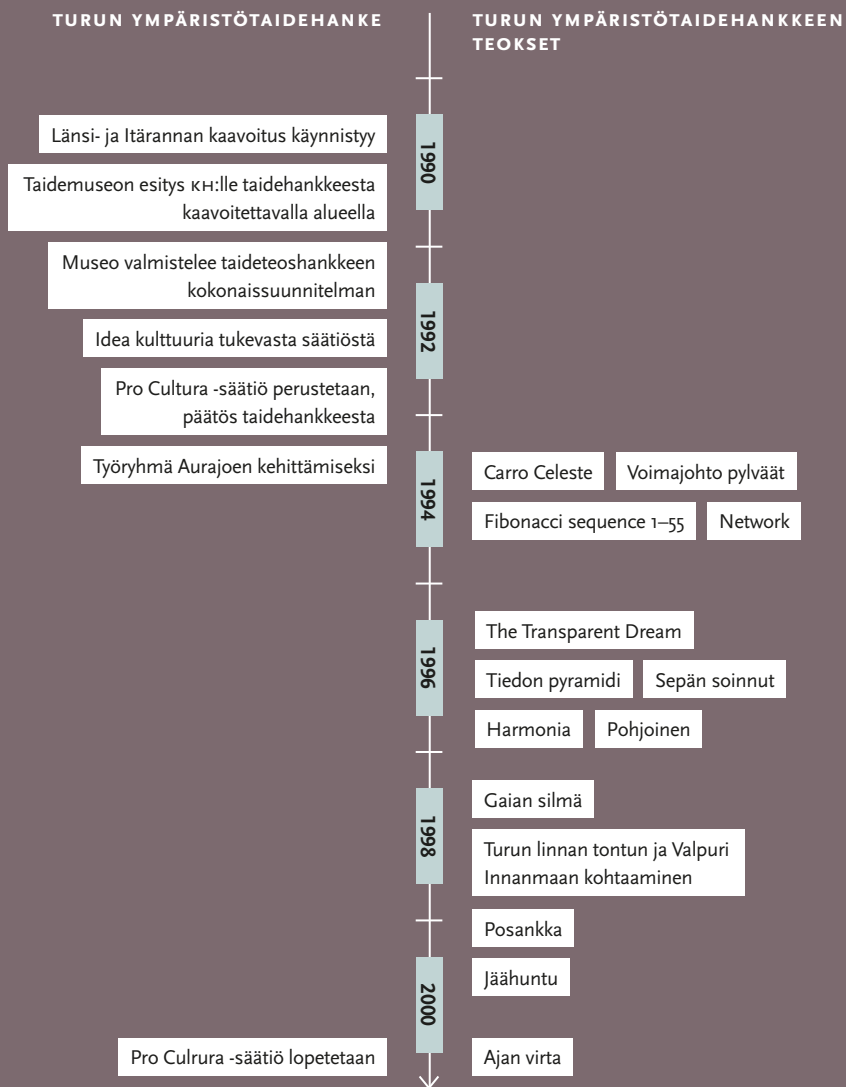 TURUN YMPÄRISTÖTAIDEHANKE
TURUN YMPÄRISTÖTAIDEHANKKEEN
TEOKSET
1990
Länsi- ja Itärannan kaavoitus käynnistyy
Taidemuseon esitys KH:lle taidehankkeesta
kaavoitettavalla alueella
Museo valmistelee taideteoshankkeen
kokonaissuunnitelman
1992
Idea kulttuuria tukevasta säätiöstä
Pro Cultura -säätiö perustetaan,
päätös taidehankkeesta
Työryhmä Aurajoen kehittämiseksi
1994
Carro Celeste
Voimajohto pylväät
Fibonacci sequence 1–55
Network
1996
The Transparent Dream
Tiedon pyramidi
Sepän soinnut
Harmonia
Pohjoinen
1998
Gaian silmä
Turun linnan tontun ja Valpuri
Innanmaan kohtaaminen
Posankka
2000
Jäähuntu
Pro Culrura -säätiö lopetetaan
Ajan virta